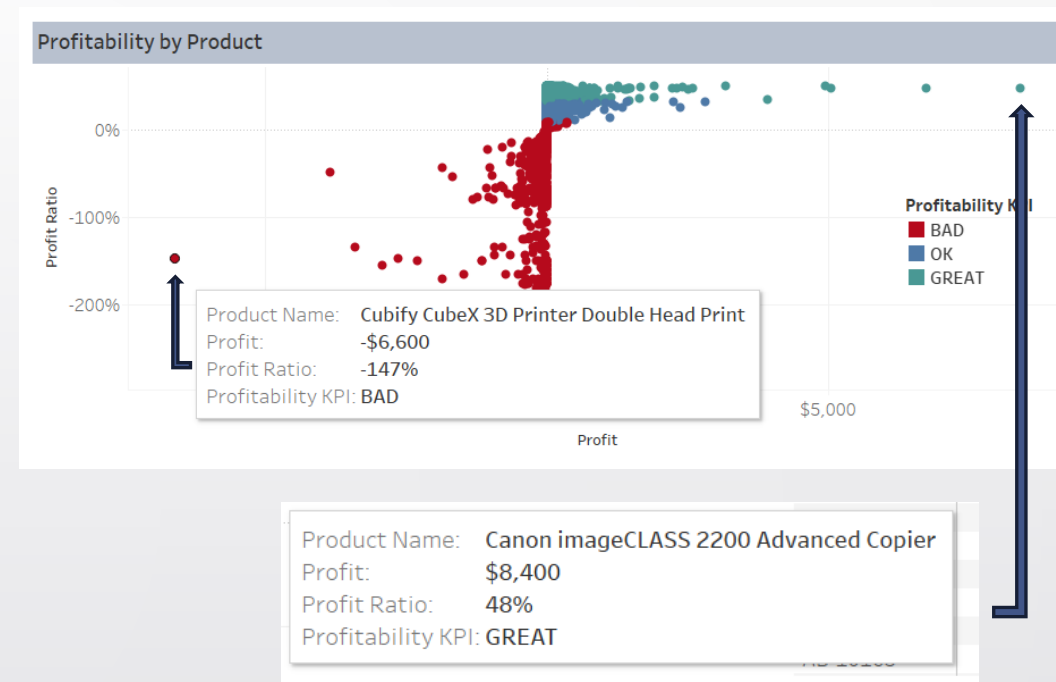 Profitability by Product
0%
-100%
-200%
Profit Ratio
Profitability KPI
BAD
OK
GREAT
Product Name: Cubify CubeX 3D Printer Double Head Print
Profit: -$6,600
Profit Ratio: -147%
Profitability KPI: BAD
$5,000
Profit
Product Name: Canon imageCLASS 2200 Advanced Copier
Profit: $8,400
Profit Ratio: 48%
Profitability KPI: GREAT